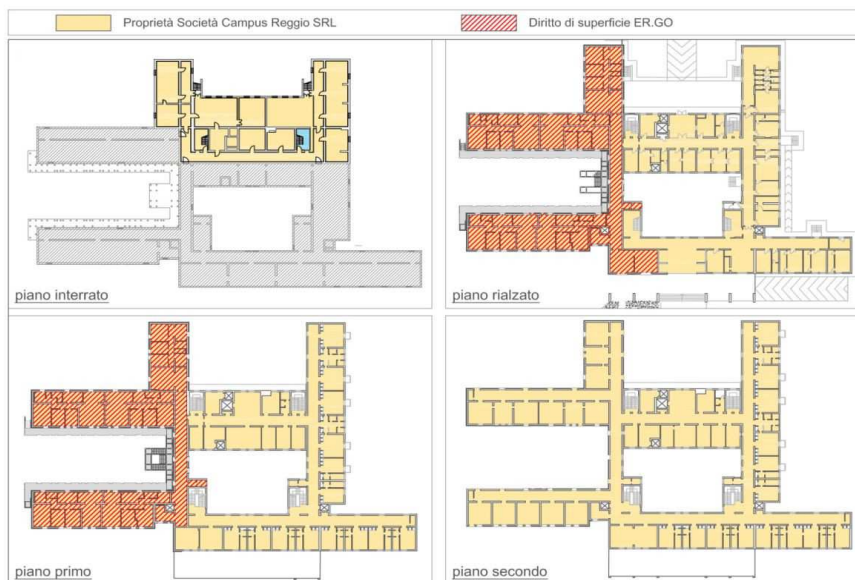 Proprietà Società Campus Reggio SRL
Diritto di superficie ER.GO
piano interrato
piano rialzato
piano primo
piano secondo